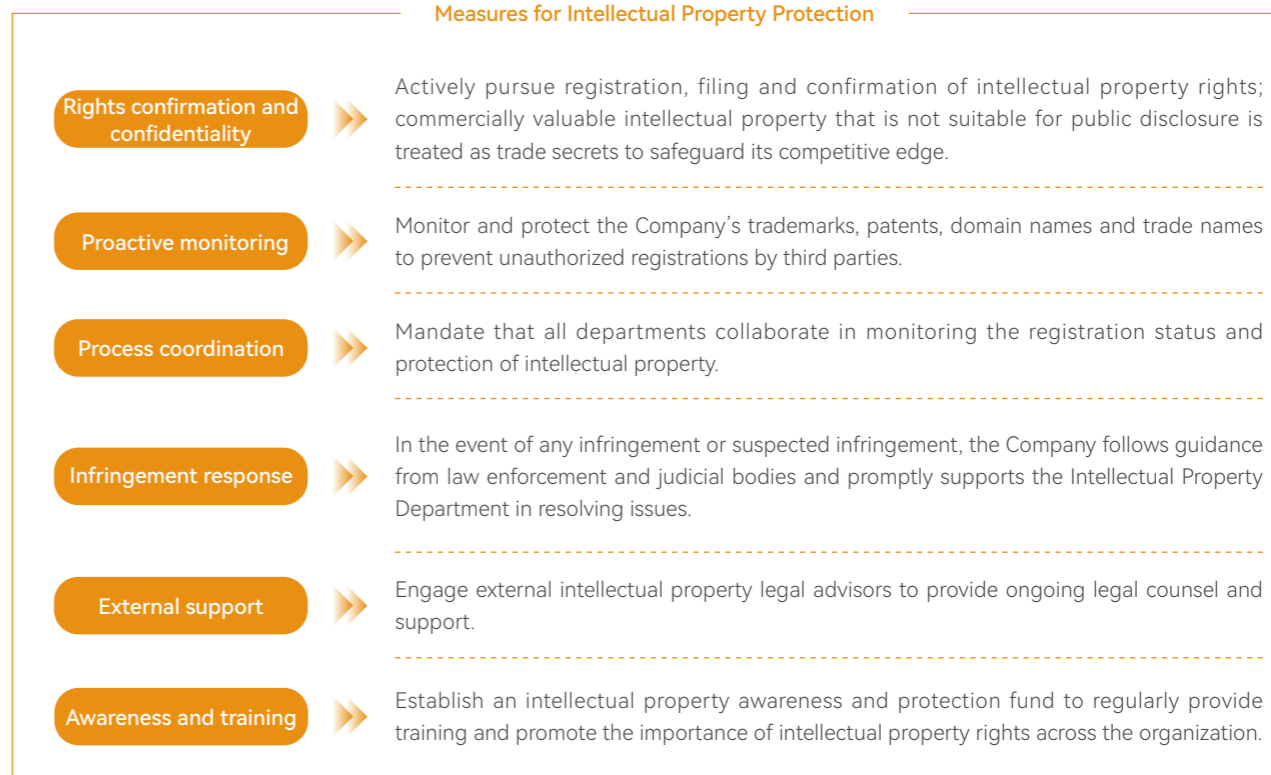 Measures for Intellectual Property Protection
Rights confirmation and
confidentiality
Actively pursue registration, filing and confirmation of intellectual property rights;
commercially valuable intellectual property that is not suitable for public disclosure is
treated as trade secrets to safeguard its competitive edge.
Proactive monitoring
Monitor and protect the Company’s trademarks, patents, domain names and trade names
to prevent unauthorized registrations by third parties.
Process coordination
Mandate that all departments collaborate in monitoring the registration status and
protection of intellectual property.
Infringement response
In the event of any infringement or suspected infringement, the Company follows guidance
from law enforcement and judicial bodies and promptly supports the Intellectual Property
Department in resolving issues.
External support
Engage external intellectual property legal advisors to provide ongoing legal counsel and
support.
Awareness and training
Establish an intellectual property awareness and protection fund to regularly provide
training and promote the importance of intellectual property rights across the organization.